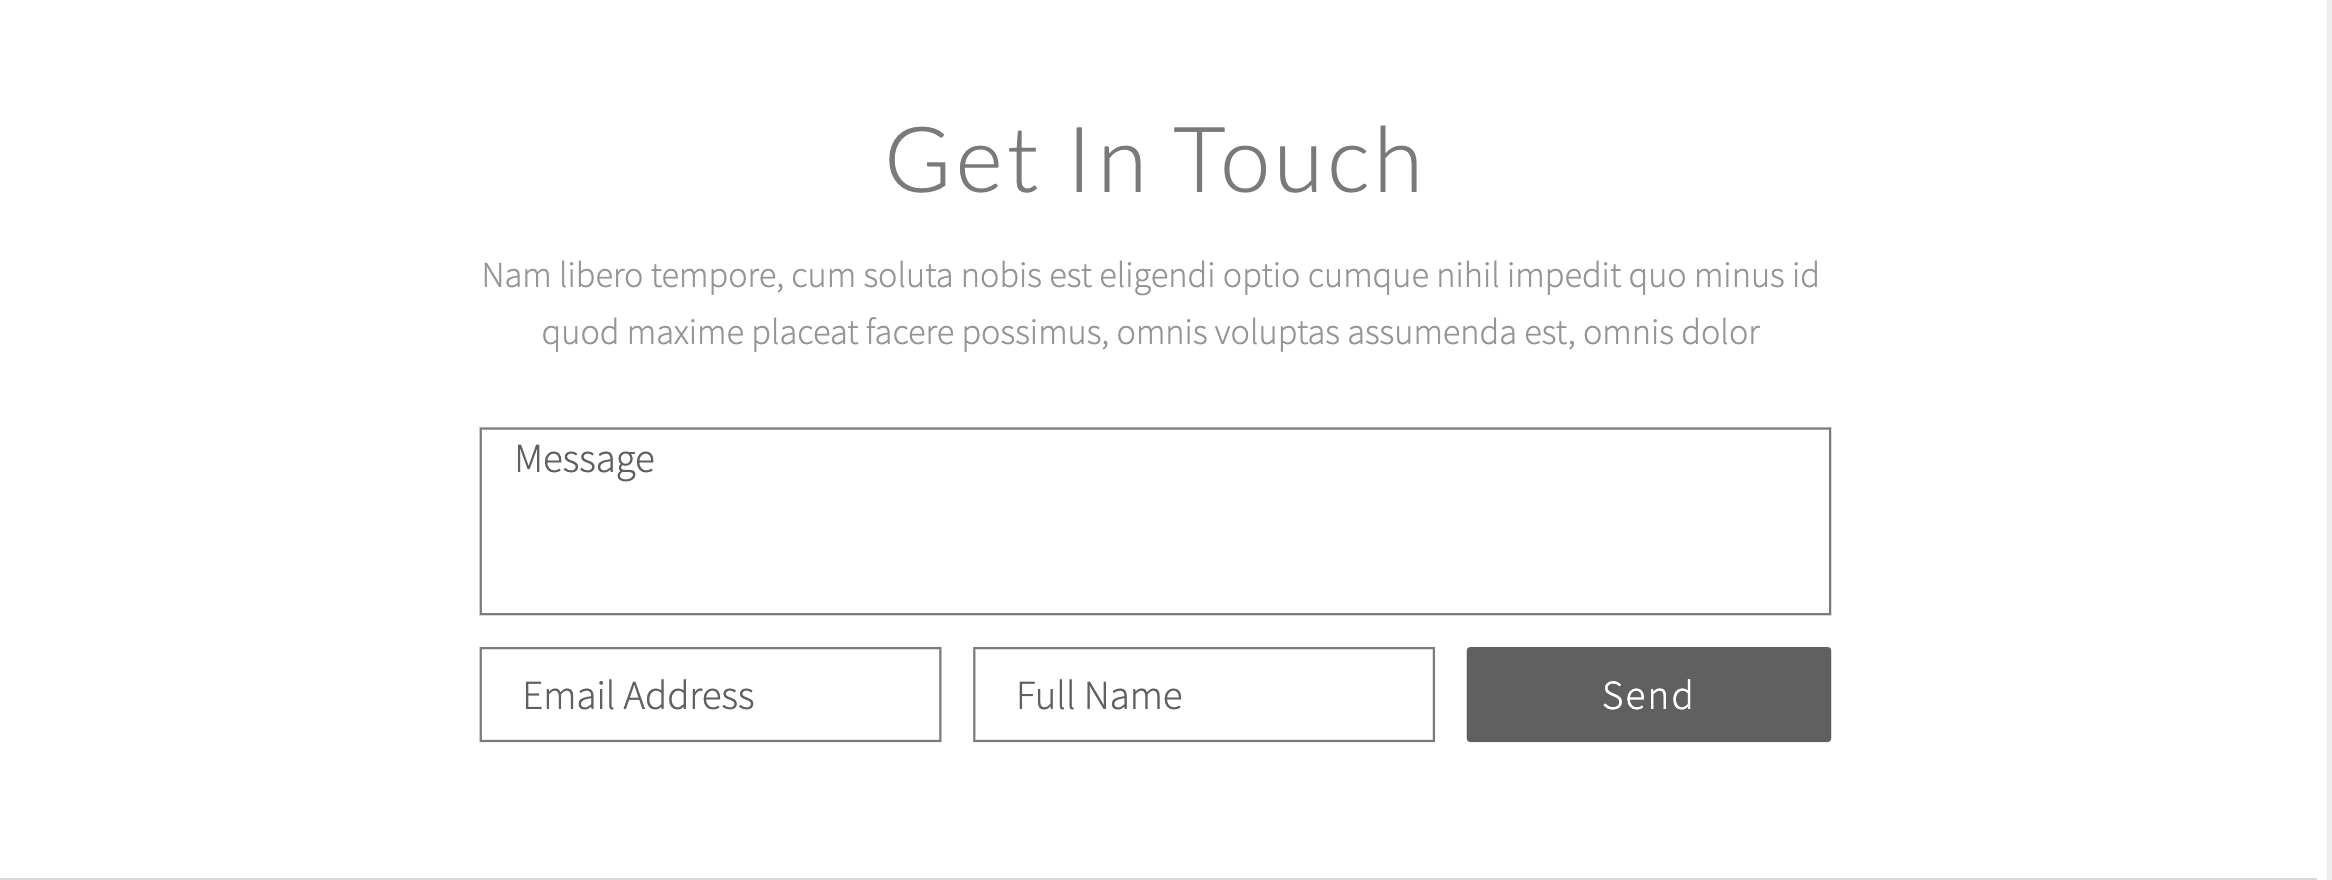 Get In Touch
Nam libero tempore, cum soluta nobis est eligendi optio cumque nihil impedit quo minus id
quod maxime placeat facere possimus, omnis voluptas assumenda est, omnis dolor
Message
Email Address
Full Name
Send